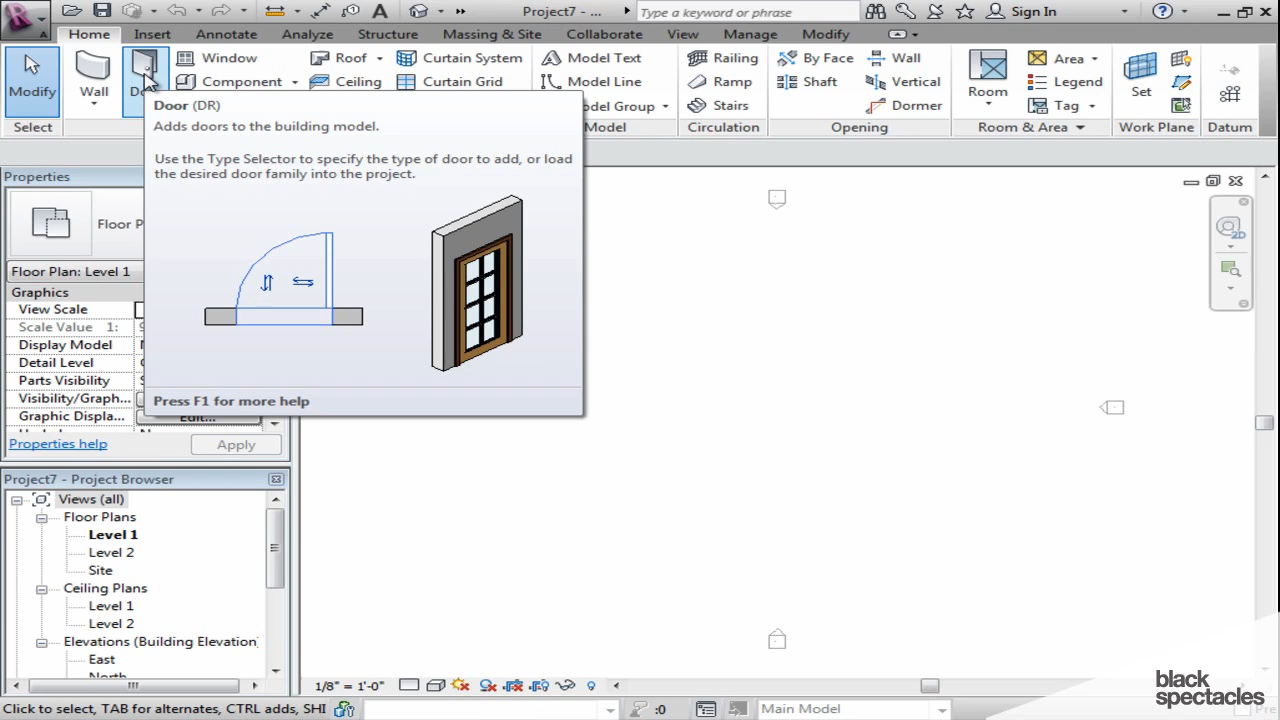 Project7 - ...
Type a keyword or phrase
Sign In
Home Insert Annotate Analyze Structure Massing & Site Collaborate View Manage Modify
Modify
Wall
Window
Component
Roof
Ceiling
Curtain System
Curtain Grid
Model Text
Model Line
Model Group
Railing
Ramp
Stairs
By Face
Shaft
Wall
Vertical
Dormer
Room
Area
Legend
Tag
Set
Select
Model
Circulation
Opening
Room & Area
Work Plane
Datum
Door (DR)
Adds doors to the building model.
Use the Type Selector to specify the type of door to add, or load
the desired door family into the project.
Press F1 for more help
Properties
Floor P
Floor Plan: Level 1
Graphics
View Scale
Scale Value 1:
Display Model
Detail Level
Parts Visibility
Visibility/Graph...
Graphic Displa...
Edit...
Properties help
Apply
Project7 - Project Browser
Views (all)
Floor Plans
Level 1
Level 2
Site
Ceiling Plans
Level 1
Level 2
Elevations (Building Elevation)
East
North
2D
1/8" = 1'-0"
Click to select, TAB for alternates, CTRL adds, SHI
:0
Main Model
black
spectacles